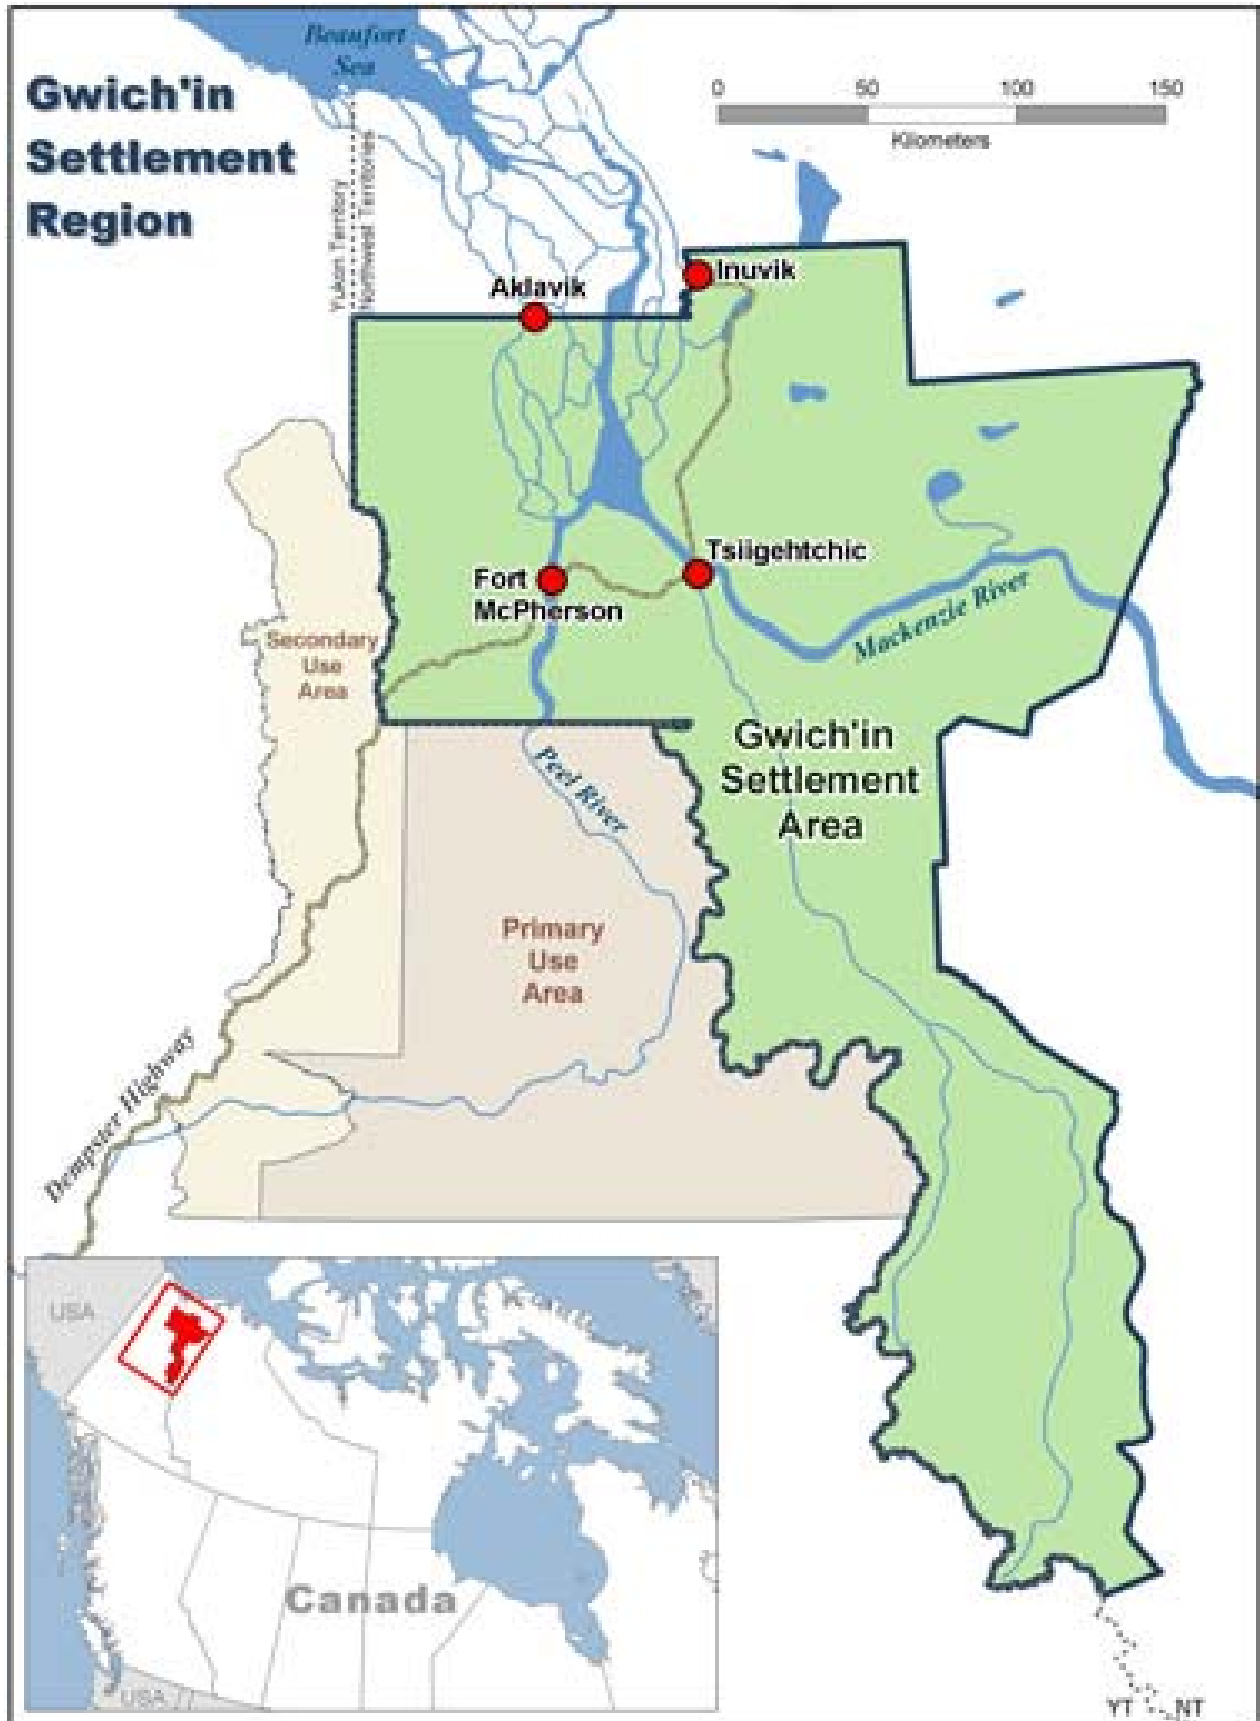 Beaufort
Sea
Gwich'in
Settlement
Region
0 50 100 150
Kilometers
Yukon Territory
Northwest Territories
Aklavik
Inuvik
Tsiigehtchic
Fort
McPherson
Mackenzie River
Secondary
Use
Area
Gwich'in
Settlement
Area
Peel River
Primary
Use
Area
Dempster Highway
USA
Canada
USA
YT NT